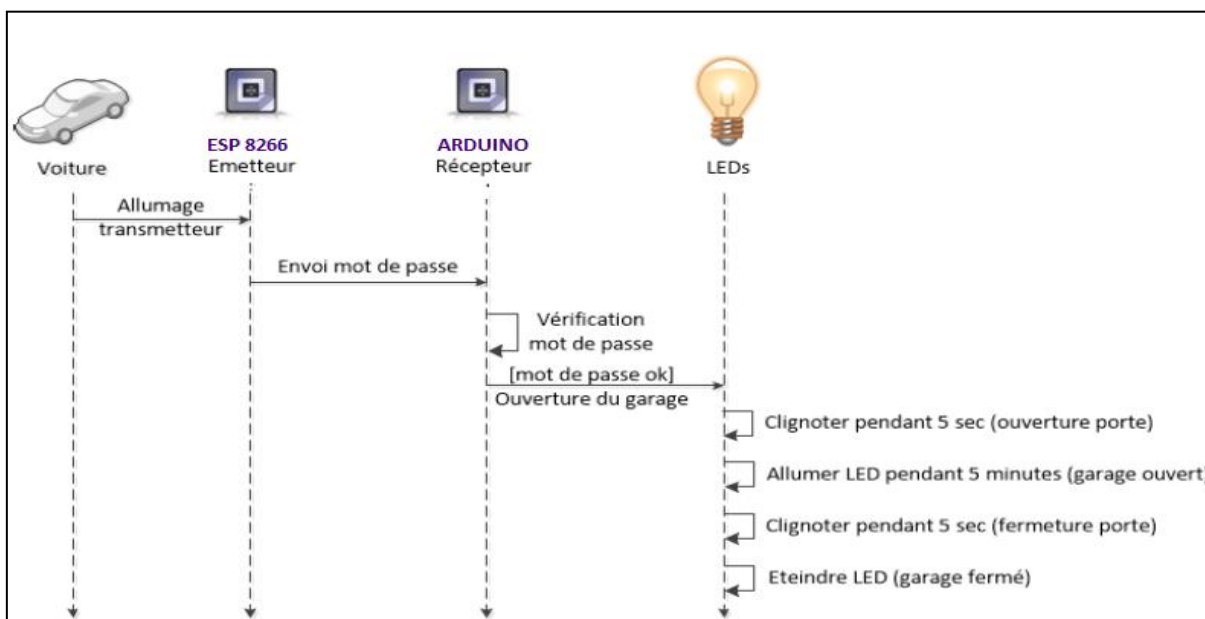 Voiture
ESP 8266
Emetteur
ARDUINO
Récepteur
LEDs
Allumage
transmetteur
Envoi mot de passe
Vérification
mot de passe
[mot de passe ok]
Ouverture du garage
Clignoter pendant 5 sec (ouverture porte)
Allumer LED pendant 5 minutes (garage ouvert)
Clignoter pendant 5 sec (fermeture porte)
Eteindre LED (garage fermé)